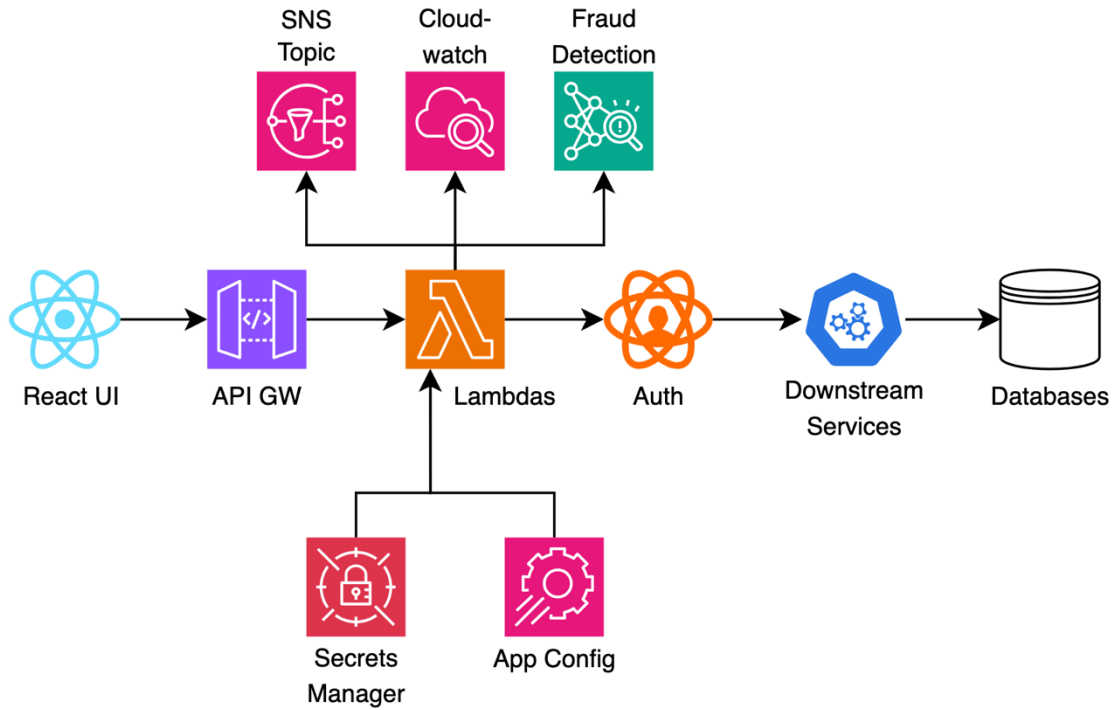 SNS
Topic
Cloud-
watch
Fraud
Detection
React UI
API GW
Lambdas
Auth
Downstream
Services
Databases
Secrets
Manager
App Config